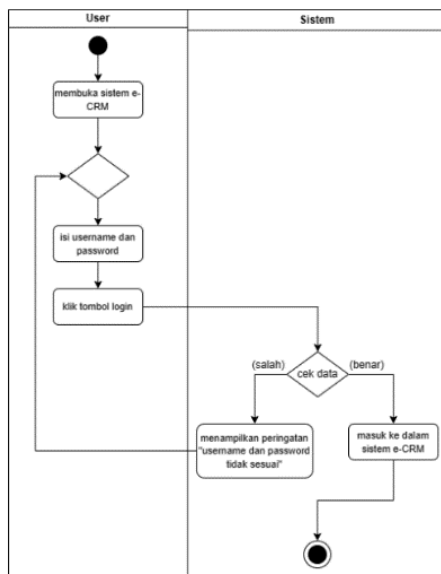 User
Sistem
membuka sistem e-
CRM
isi username dan
password
klik tombol login
(salah)
cek data
(benar)
menampilkan peringatan
"username dan password
tidak sesuai"
masuk ke dalam
sistem e-CRM